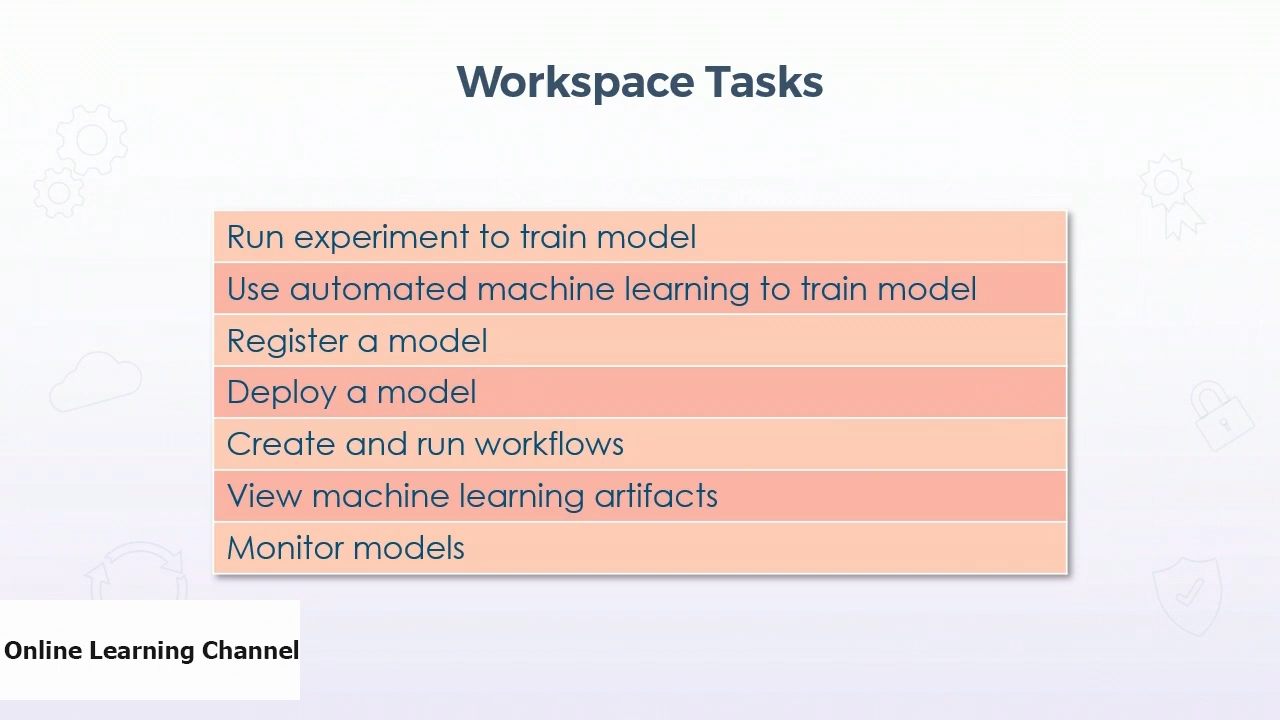 Workspace Tasks
Run experiment to train model
Use automated machine learning to train model
Register a model
Deploy a model
Create and run workflows
View machine learning artifacts
Monitor models
Online Learning Channel